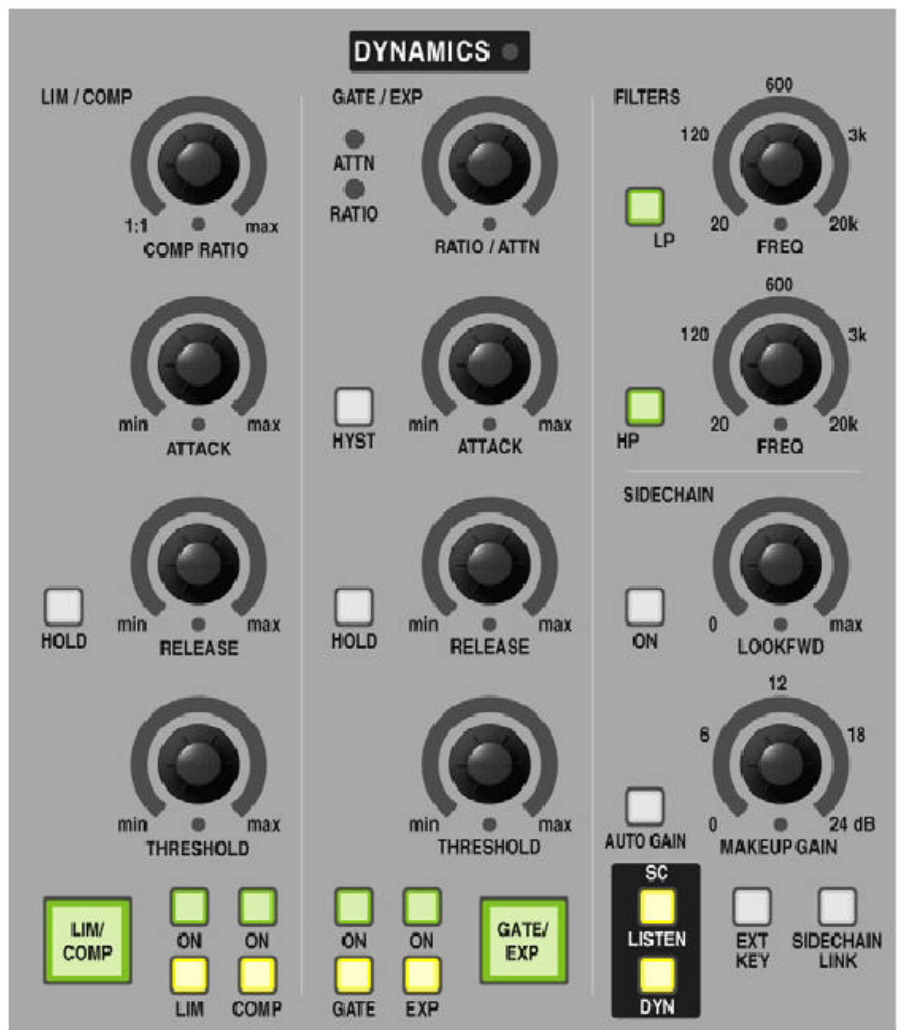 DYNAMICS
LIM / COMP
1:1
max
COMP RATIO
min
max
ATTACK
HOLD
min
max
RELEASE
min
max
THRESHOLD
LIM/
COMP
ON
ON
LIM
COMP
GATE / EXP
ATTN
RATIO
RATIO / ATTN
HYST
min
max
ATTACK
HOLD
min
max
RELEASE
min
max
THRESHOLD
ON
ON
GATE
EXP
GATE/
EXP
FILTERS
600
120
3k
LP
20
20k
FREQ
600
120
3k
HP
20
20k
FREQ
SIDECHAIN
ON
0
max
LOOKFWD
12
6
18
AUTO GAIN
0
24 dB
MAKEUP GAIN
SC
LISTEN
DYN
EXT
KEY
SIDECHAIN
LINK